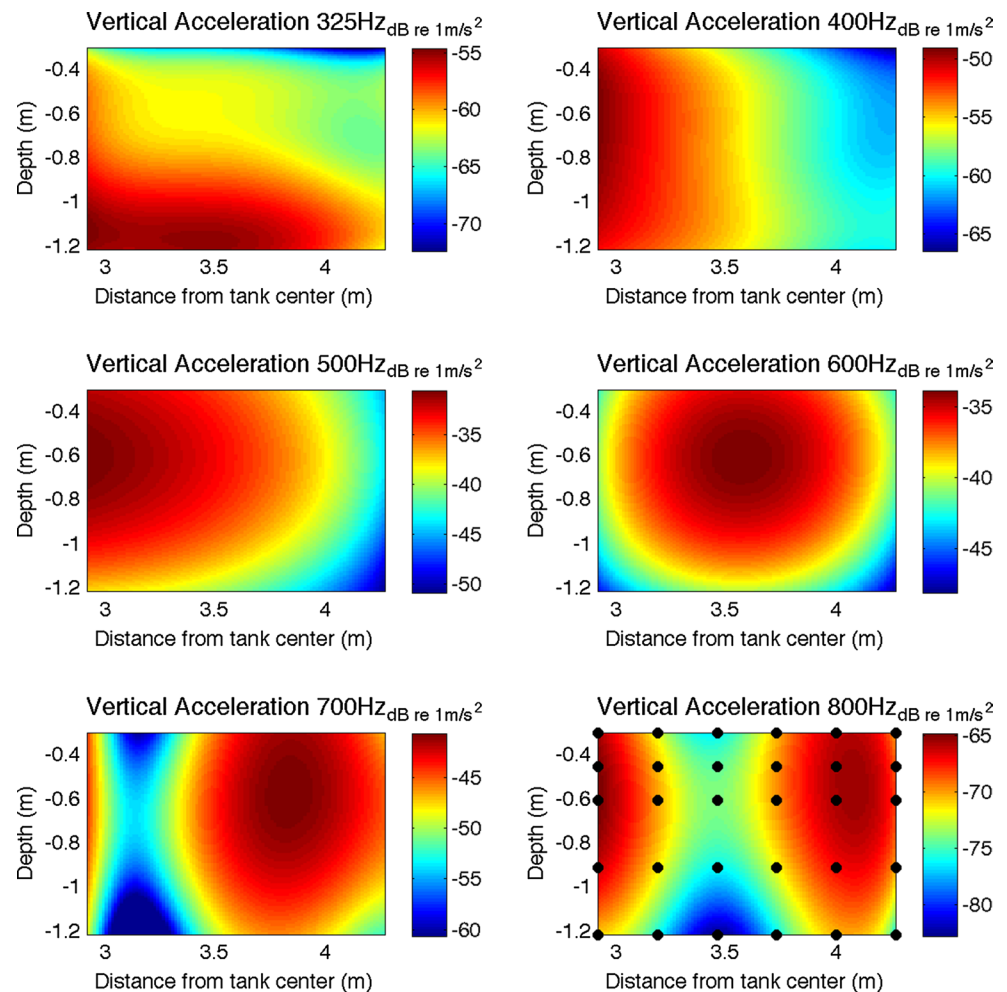 Vertical Acceleration 325Hz dB re 1m/s²
-0.4
-0.6
-0.8
-1
-1.2
Depth (m)
3 3.5 4
Distance from tank center (m)
-55
-60
-65
-70
Vertical Acceleration 400Hz dB re 1m/s²
-0.4
-0.6
-0.8
-1
-1.2
Depth (m)
3 3.5 4
Distance from tank center (m)
-50
-55
-60
-65
Vertical Acceleration 500Hz dB re 1m/s²
-0.4
-0.6
-0.8
-1
-1.2
Depth (m)
3 3.5 4
Distance from tank center (m)
-35
-40
-45
-50
Vertical Acceleration 600Hz dB re 1m/s²
-0.4
-0.6
-0.8
-1
-1.2
Depth (m)
3 3.5 4
Distance from tank center (m)
-35
-40
-45
Vertical Acceleration 700Hz dB re 1m/s²
-0.4
-0.6
-0.8
-1
-1.2
Depth (m)
3 3.5 4
Distance from tank center (m)
-45
-50
-55
-60
Vertical Acceleration 800Hz dB re 1m/s²
-0.4
-0.6
-0.8
-1
-1.2
Depth (m)
3 3.5 4
Distance from tank center (m)
-65
-70
-75
-80